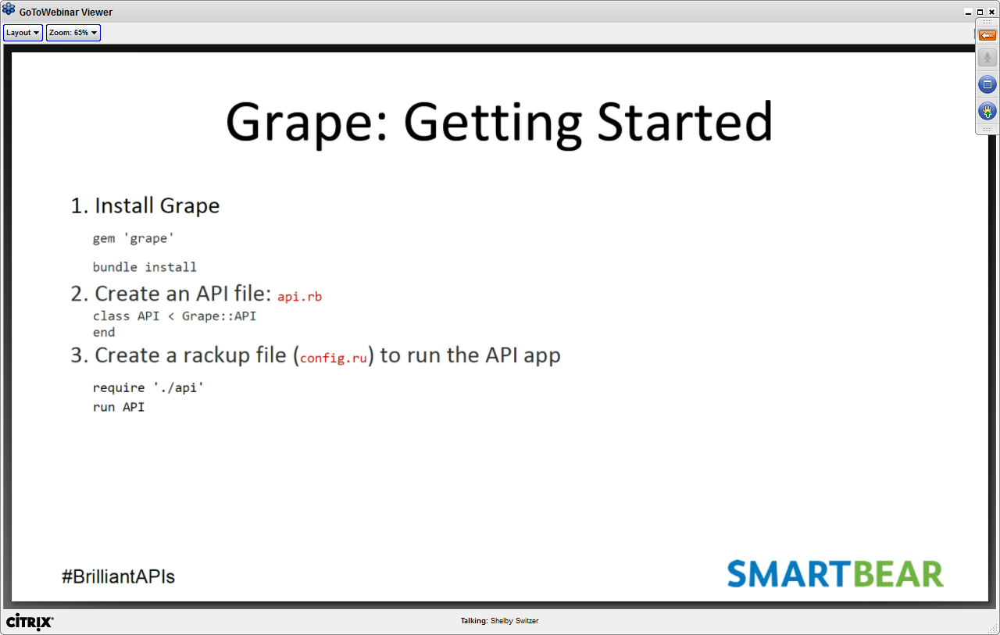 GoToWebinar Viewer
Layout Zoom: 65%
Grape: Getting Started
1. Install Grape
gem 'grape'
bundle install
2. Create an API file: api.rb
class API < Grape::API
end
3. Create a rackup file (config.ru) to run the API app
require './api'
run API
#BrilliantAPIs
SMARTBEAR
CİTRIX®
Talking: Shelby Switzer